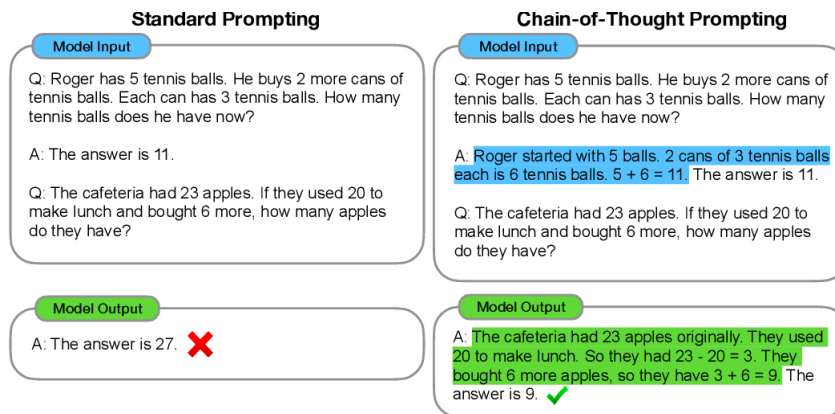 Standard Prompting
Model Input
Q: Roger has 5 tennis balls. He buys 2 more cans of
tennis balls. Each can has 3 tennis balls. How many
tennis balls does he have now?
A: The answer is 11.
Q: The cafeteria had 23 apples. If they used 20 to
make lunch and bought 6 more, how many apples
do they have?
Model Output
A: The answer is 27.
Chain-of-Thought Prompting
Model Input
Q: Roger has 5 tennis balls. He buys 2 more cans of
tennis balls. Each can has 3 tennis balls. How many
tennis balls does he have now?
A: Roger started with 5 balls. 2 cans of 3 tennis balls
each is 6 tennis balls. 5 + 6 = 11. The answer is 11.
Q: The cafeteria had 23 apples. If they used 20 to
make lunch and bought 6 more, how many apples
do they have?
Model Output
A: The cafeteria had 23 apples originally. They used
20 to make lunch. So they had 23 - 20 = 3. They
bought 6 more apples, so they have 3 + 6 = 9. The
answer is 9.